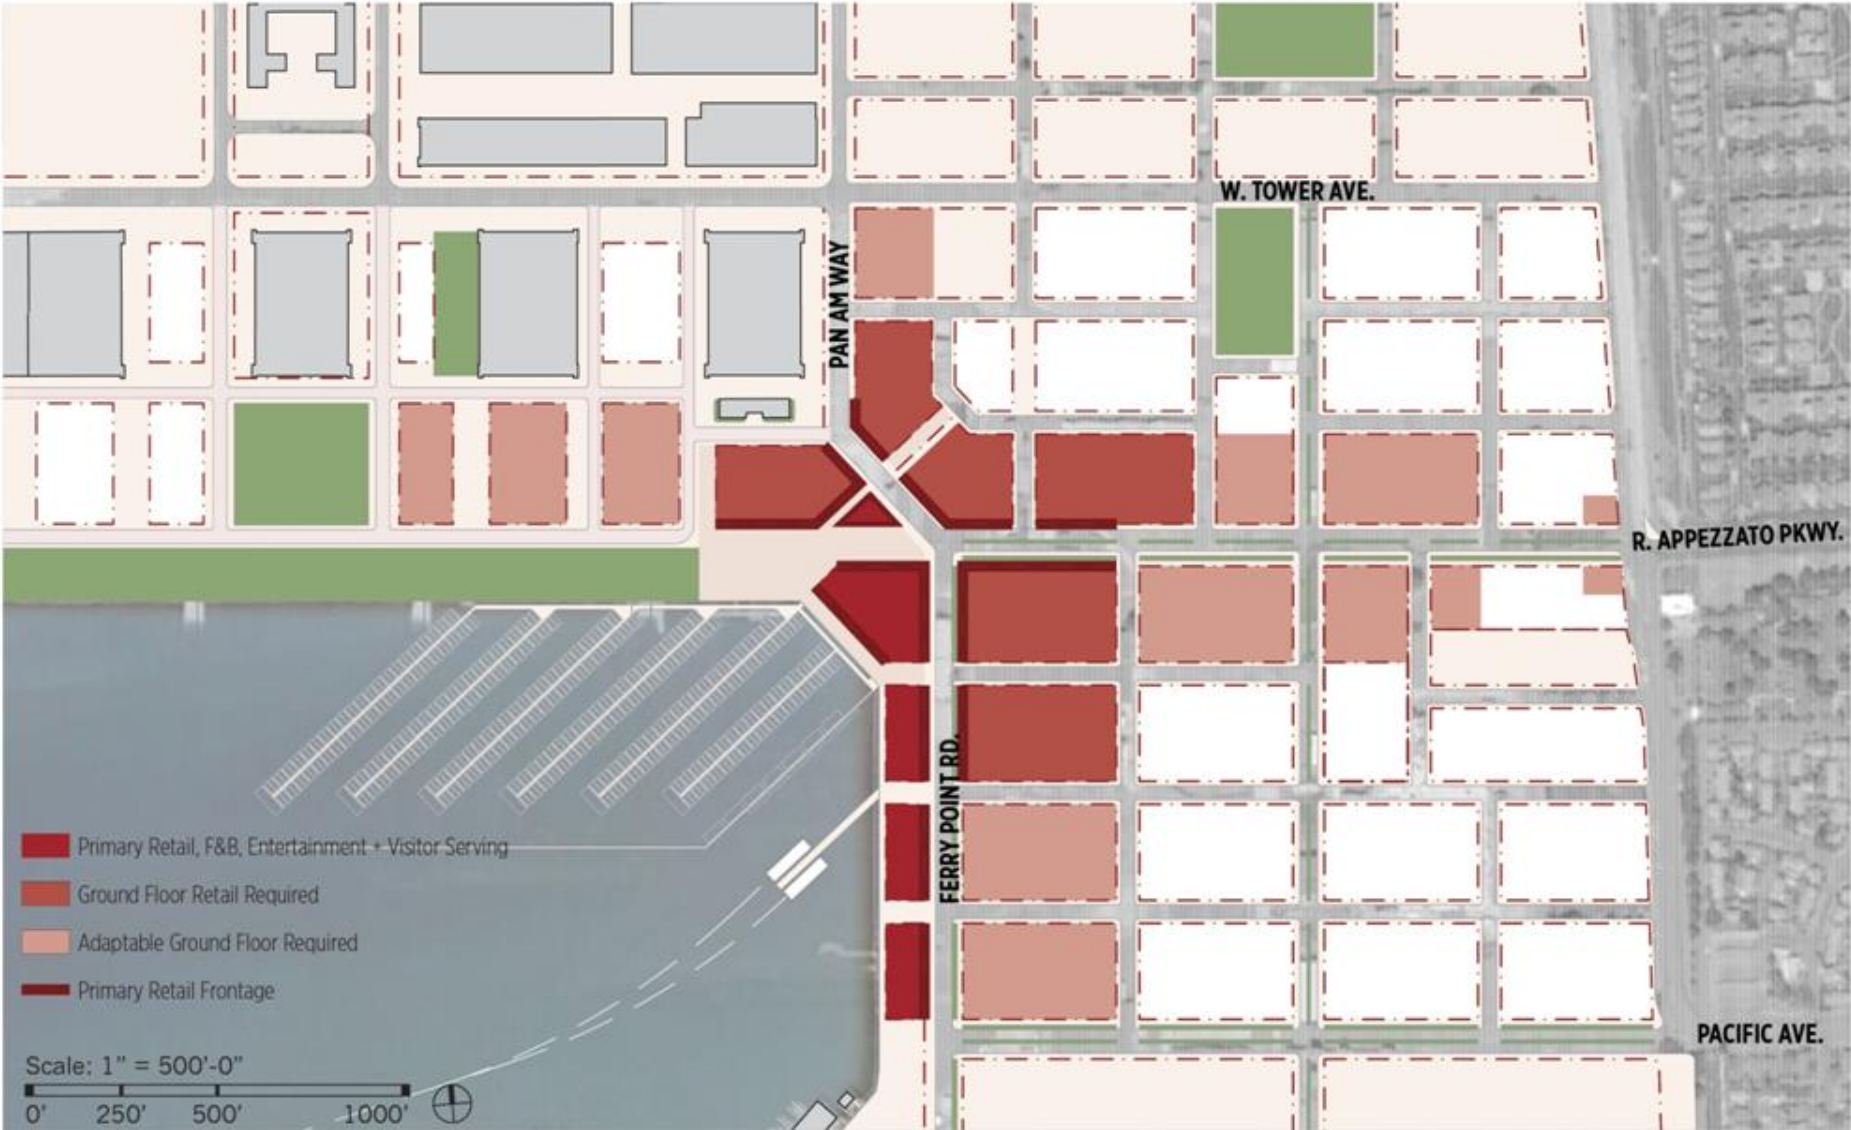 W. TOWER AVE.
PAN AM WAY
R. APPEZZATO PKWY.
FERRY POINT RD.
Primary Retail, F&B, Entertainment + Visitor Serving
Ground Floor Retail Required
Adaptable Ground Floor Required
Primary Retail Frontage
PACIFIC AVE.
Scale: 1” = 500'-0”
0' 250' 500' 1000'